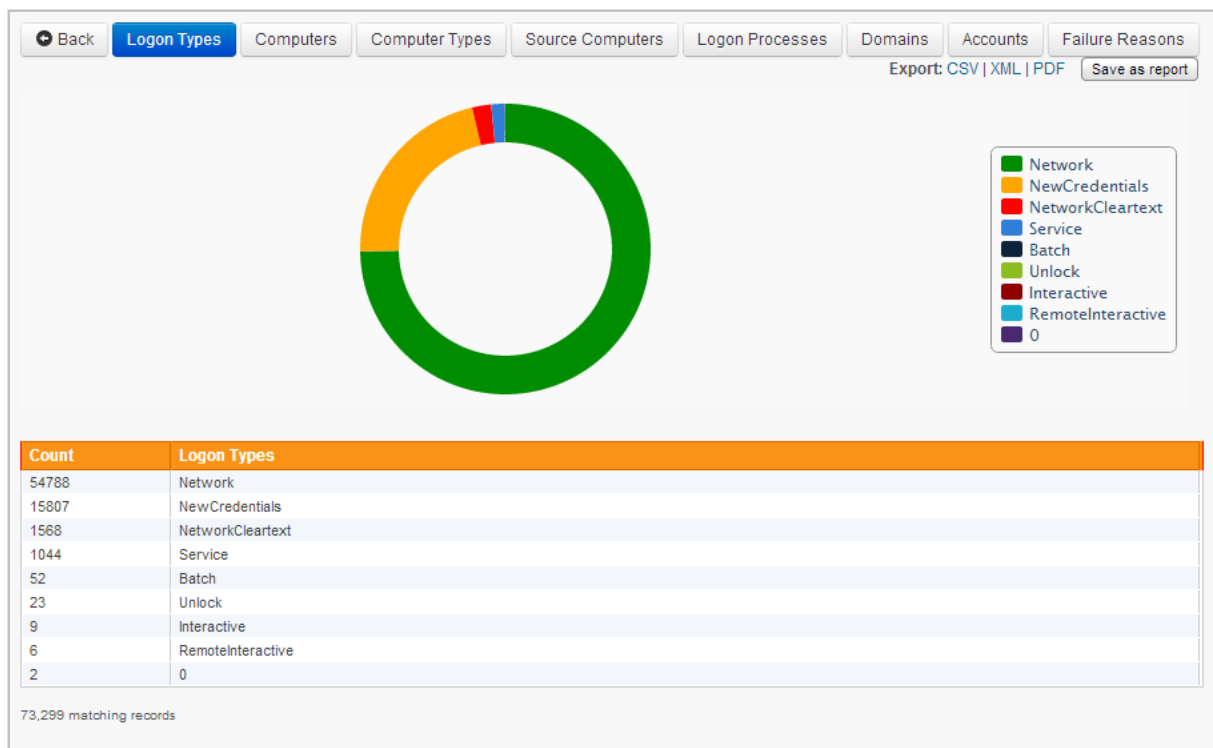 Back Logon Types Computers Computer Types Source Computers Logon Processes Domains Accounts Failure Reasons
Export: CSV | XML | PDF Save as report
Network
NewCredentials
NetworkCleartext
Service
Batch
Unlock
Interactive
RemoteInteractive
0
Count Logon Types
54788 Network
15807 NewCredentials
1568 NetworkCleartext
1044 Service
52 Batch
23 Unlock
9 Interactive
6 RemoteInteractive
2 0
73,299 matching records